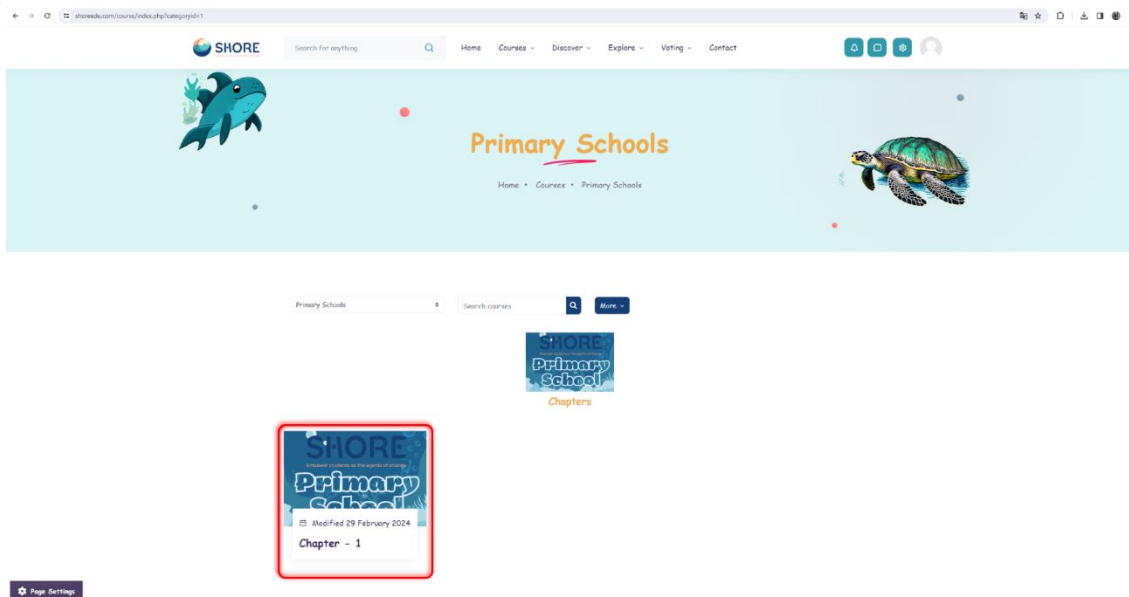 shoreedu.com/course/index.php?categoryid=1
SHORE
Search for anything
Home Courses Discover Explore Voting Contact
Primary Schools
Home • Courses • Primary Schools
Primary Schools
Search courses
More
SHORE
Primary
School
Chapters
SHORE
Empower students as the agents of change
Primary
School
Modified 29 February 2024
Chapter - 1
Page Settings